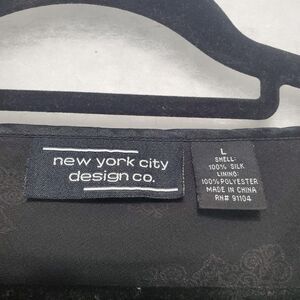 new york city
design co.
L
SHELL:
100% SILK
LINING:
100% POLYESTER
MADE IN CHINA
RN# 91104